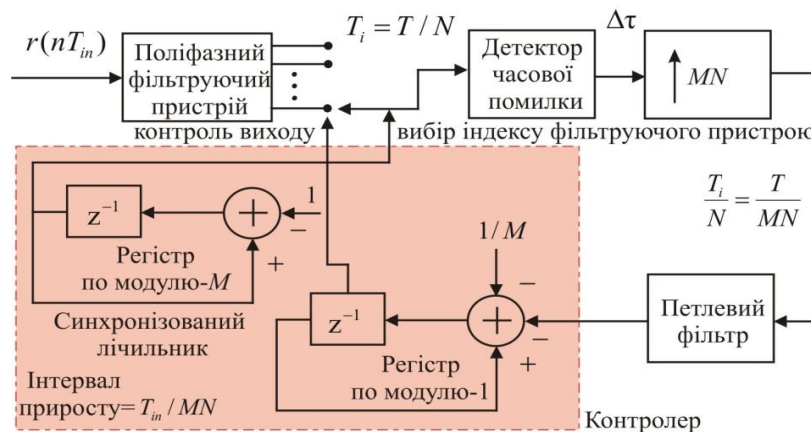 r(nT_in)
Поліфазний
фільтруючий
пристрій
T_i = T / N
Детектор
часової
помилки
Δτ
MN
контроль виходу
вибір індексу фільтруючого пристрою
z⁻¹
+
1
−
+
Регістр
по модулю-M
Синхронізований
лічильник
1/M
−
z⁻¹
+
−
+
Регістр
по модулю-1
Інтервал
приросту= T_in / MN
T_i / N = T / MN
Петлевий
фільтр
Контролер